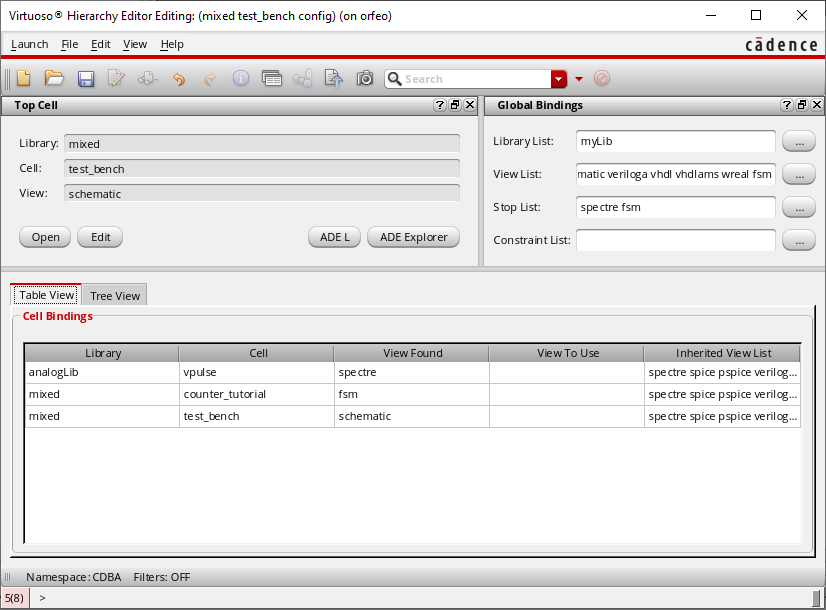 Virtuoso® Hierarchy Editor Editing: (mixed test_bench config) (on orfeo)
Launch File Edit View Help
cādence
Search
Top Cell
Library: mixed
Cell: test_bench
View: schematic
Open Edit ADE L ADE Explorer
Global Bindings
Library List: myLib ...
View List: matic veriloga vhdl vhdlams wreal fsm ...
Stop List: spectre fsm ...
Constraint List: ...
Table View Tree View
Cell Bindings
Library Cell View Found View To Use Inherited View List
analogLib vpulse spectre spectre spice pspice verilog...
mixed counter_tutorial fsm spectre spice pspice verilog...
mixed test_bench schematic spectre spice pspice verilog...
Namespace: CDBA Filters: OFF
5(8) >